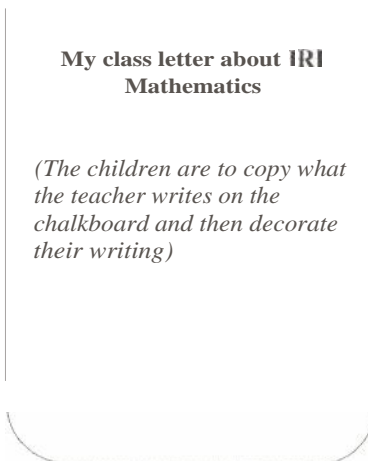 My class letter about IRI
Mathematics
(The children are to copy what
the teacher writes on the
chalkboard and then decorate
their writing)